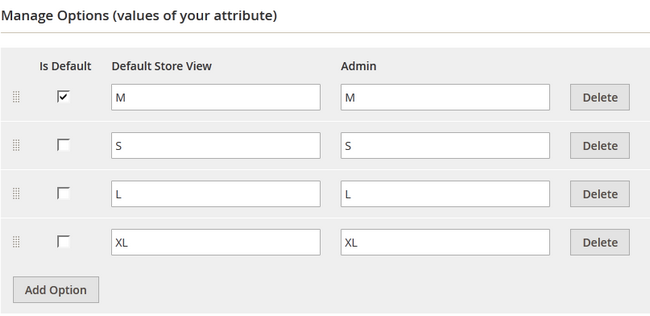 Manage Options (values of your attribute)
Is Default Default Store View Admin
M M Delete
S S Delete
L L Delete
XL XL Delete
Add Option